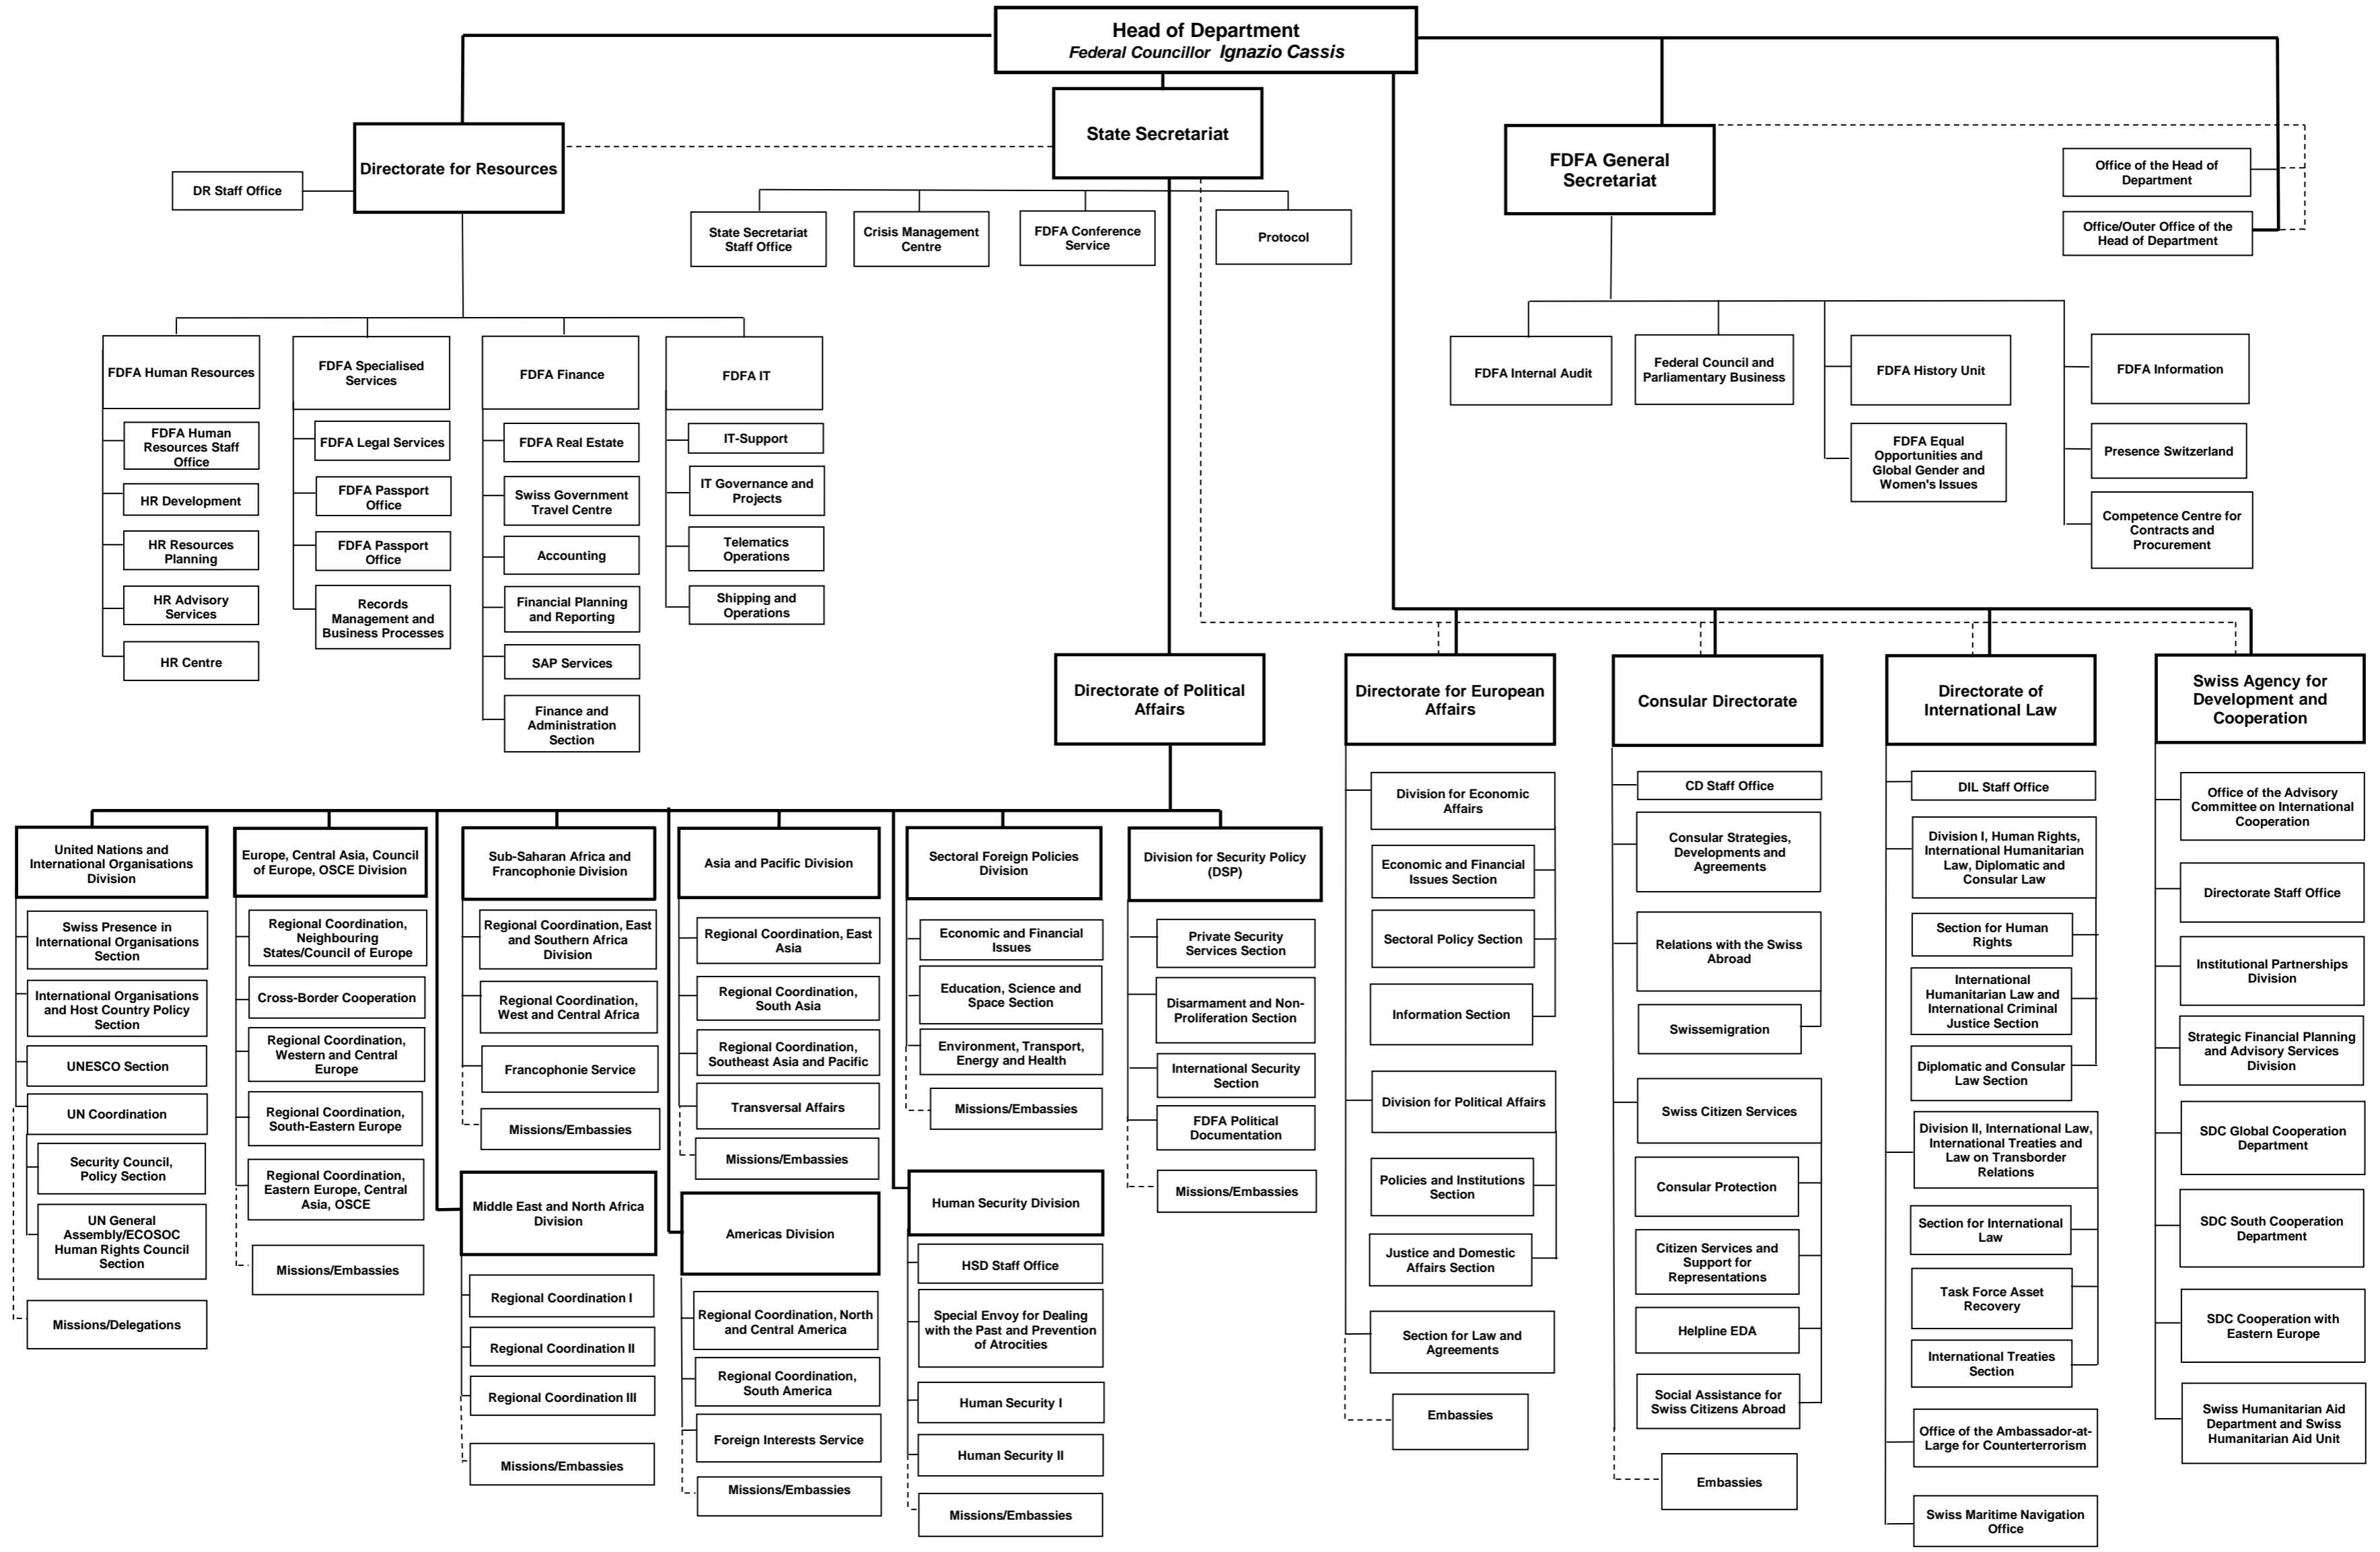 Head of Department
Federal Councillor Ignazio Cassis
State Secretariat
Directorate for Resources
DR Staff Office
FDFA General
Secretariat
Office of the Head of
Department
Office/Outer Office of the
Head of Department
State Secretariat
Staff Office
Crisis Management
Centre
FDFA Conference
Service
Protocol
FDFA Human Resources
FDFA Human
Resources Staff
Office
HR Development
HR Resources
Planning
HR Advisory
Services
HR Centre
FDFA Specialised
Services
FDFA Legal Services
FDFA Passport
Office
FDFA Passport
Office
Records
Management and
Business Processes
FDFA Finance
FDFA Real Estate
Swiss Government
Travel Centre
Accounting
Financial Planning
and Reporting
SAP Services
Finance and
Administration
Section
FDFA IT
IT-Support
IT Governance and
Projects
Telematics
Operations
Shipping and
Operations
FDFA Internal Audit
Federal Council and
Parliamentary Business
FDFA History Unit
FDFA Equal
Opportunities and
Global Gender and
Women's Issues
FDFA Information
Presence Switzerland
Competence Centre for
Contracts and
Procurement
Directorate of Political
Affairs
Directorate for European
Affairs
Consular Directorate
Directorate of
International Law
Swiss Agency for
Development and
Cooperation
United Nations and
International Organisations
Division
Swiss Presence in
International Organisations
Section
International Organisations
and Host Country Policy
Section
UNESCO Section
UN Coordination
Security Council,
Policy Section
UN General
Assembly/ECOSOC
Human Rights Council
Section
Missions/Delegations
Europe, Central Asia, Council
of Europe, OSCE Division
Regional Coordination,
Neighbouring
States/Council of Europe
Cross-Border Cooperation
Regional Coordination,
Western and Central
Europe
Regional Coordination,
South-Eastern Europe
Regional Coordination,
Eastern Europe, Central
Asia, OSCE
Missions/Embassies
Sub-Saharan Africa and
Francophonie Division
Regional Coordination, East
and Southern Africa
Division
Regional Coordination,
West and Central Africa
Francophonie Service
Missions/Embassies
Middle East and North Africa
Division
Regional Coordination I
Regional Coordination II
Regional Coordination III
Missions/Embassies
Asia and Pacific Division
Regional Coordination, East
Asia
Regional Coordination,
South Asia
Regional Coordination,
Southeast Asia and Pacific
Transversal Affairs
Missions/Embassies
Americas Division
Regional Coordination, North
and Central America
Regional Coordination,
South America
Foreign Interests Service
Missions/Embassies
Sectoral Foreign Policies
Division
Economic and Financial
Issues
Education, Science and
Space Section
Environment, Transport,
Energy and Health
Missions/Embassies
Human Security Division
HSD Staff Office
Special Envoy for Dealing
with the Past and Prevention
of Atrocities
Human Security I
Human Security II
Missions/Embassies
Division for Security Policy
(DSP)
Private Security
Services Section
Disarmament and Non-
Proliferation Section
International Security
Section
FDFA Political
Documentation
Missions/Embassies
Division for Economic
Affairs
Economic and Financial
Issues Section
Sectoral Policy Section
Information Section
Division for Political Affairs
Policies and Institutions
Section
Justice and Domestic
Affairs Section
Section for Law and
Agreements
Embassies
CD Staff Office
Consular Strategies,
Developments and
Agreements
Relations with the Swiss
Abroad
Swissemigration
Swiss Citizen Services
Consular Protection
Citizen Services and
Support for
Representations
Helpline EDA
Social Assistance for
Swiss Citizens Abroad
Embassies
DIL Staff Office
Division I, Human Rights,
International Humanitarian
Law, Diplomatic and
Consular Law
Section for Human
Rights
International
Humanitarian Law and
International Criminal
Justice Section
Diplomatic and Consular
Law Section
Division II, International Law,
International Treaties and
Law on Transborder
Relations
Section for International
Law
Task Force Asset
Recovery
International Treaties
Section
Office of the Ambassador-at-
Large for Counterterrorism
Swiss Maritime Navigation
Office
Office of the Advisory
Committee on International
Cooperation
Directorate Staff Office
Institutional Partnerships
Division
Strategic Financial Planning
and Advisory Services
Division
SDC Global Cooperation
Department
SDC South Cooperation
Department
SDC Cooperation with
Eastern Europe
Swiss Humanitarian Aid
Department and Swiss
Humanitarian Aid Unit